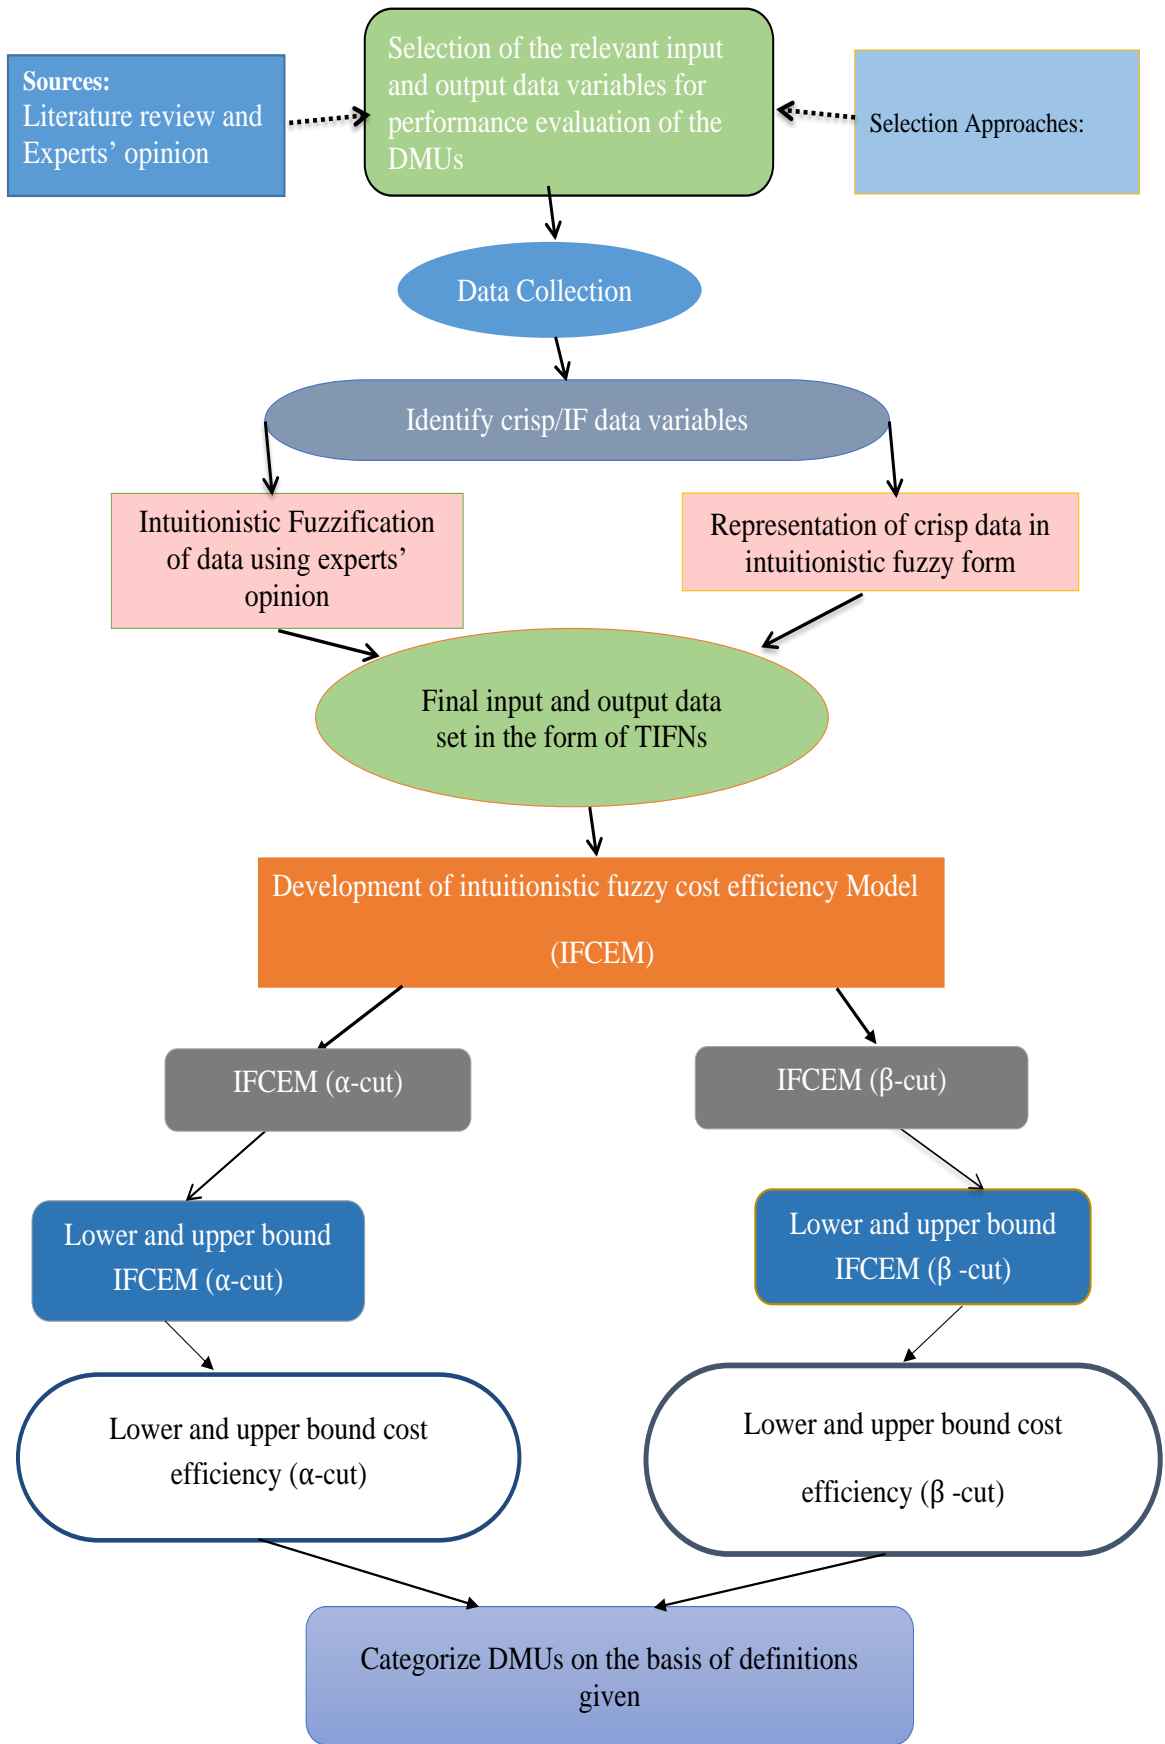 Sources:
Literature review and
Experts’ opinion
Selection of the relevant input
and output data variables for
performance evaluation of the
DMUs
Selection Approaches:
Data Collection
Identify crisp/IF data variables
Intuitionistic Fuzzification
of data using experts’
opinion
Representation of crisp data in
intuitionistic fuzzy form
Final input and output data
set in the form of TIFNs
Development of intuitionistic fuzzy cost efficiency Model
(IFCEM)
IFCEM (α-cut)
IFCEM (β-cut)
Lower and upper bound
IFCEM (α-cut)
Lower and upper bound
IFCEM (β -cut)
Lower and upper bound cost
efficiency (α-cut)
Lower and upper bound cost
efficiency (β -cut)
Categorize DMUs on the basis of definitions
given